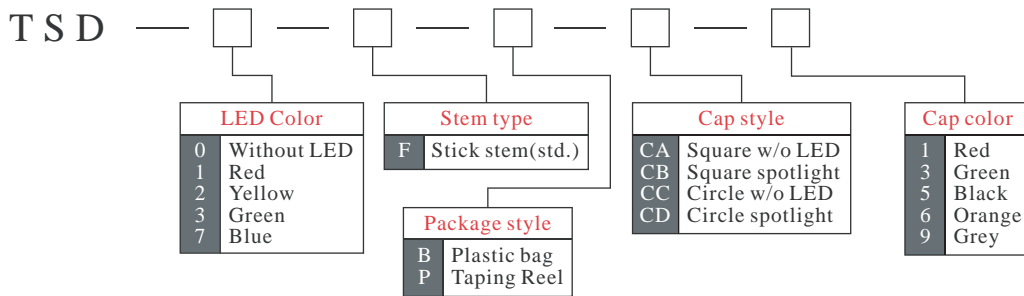 TSD
LED Color
0 Without LED
1 Red
2 Yellow
3 Green
7 Blue
Stem type
F Stick stem(std.)
Package style
B Plastic bag
P Taping Reel
Cap style
CA Square w/o LED
CB Square spotlight
CC Circle w/o LED
CD Circle spotlight
Cap color
1 Red
3 Green
5 Black
6 Orange
9 Grey